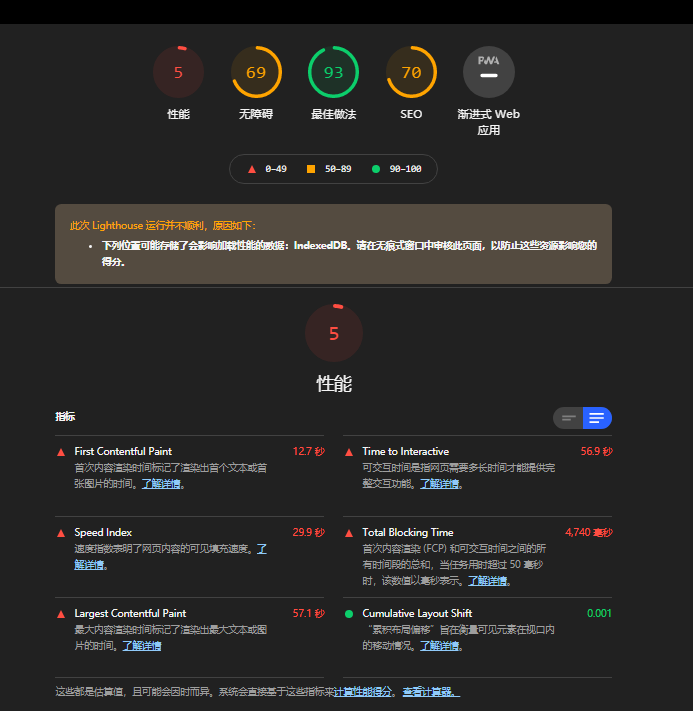 5
69
93
70
PWA
性能
无障碍
最佳做法
SEO
渐进式 Web
应用
0-49
50-89
90-100
此次 Lighthouse 运行并不顺利，原因如下：
下列位置可能存储了会影响加载性能的数据：IndexedDB。请在无痕式窗口中审核此页面，以防止这些资源影响您的
得分。
5
性能
指标
First Contentful Paint
12.7 秒
首次内容渲染时间标记了渲染出首个文本或首
张图片的时间。了解详情。
Time to Interactive
56.9 秒
可交互时间是指网页需要多长时间才能提供完
整交互功能。了解详情。
Speed Index
29.9 秒
速度指数表明了网页内容的可见填充速度。了
解详情。
Total Blocking Time
4,740 毫秒
首次内容渲染 (FCP) 和可交互时间之间的所
有时间段的总和，当任务用时超过 50 毫秒
时，该数值以毫秒表示。了解详情。
Largest Contentful Paint
57.1 秒
最大内容渲染时间标记了渲染出最大文本或图
片的时间。了解详情
Cumulative Layout Shift
0.001
“累积布局偏移”旨在衡量可见元素在视口内
的移动情况。了解详情。
这些都是估算值，且可能会因时而异。系统会直接基于这些指标来计算性能得分。查看计算器。